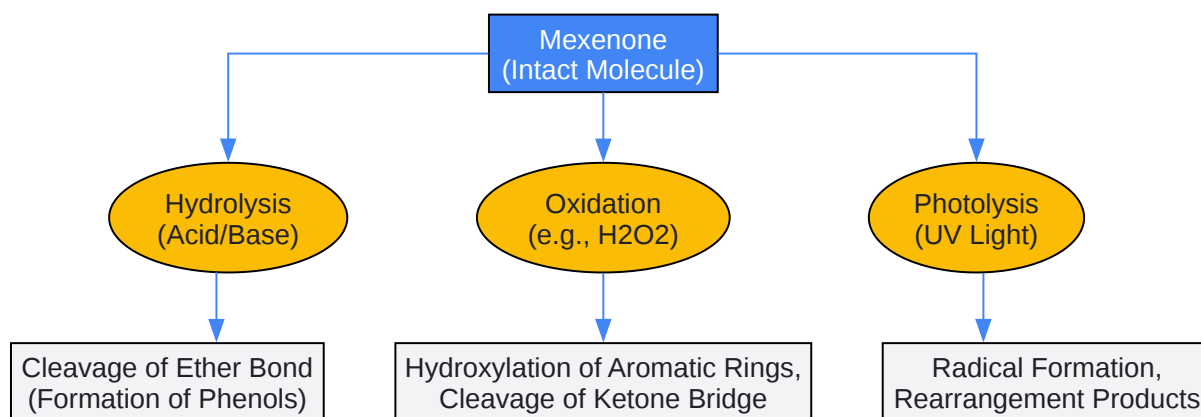 Mexenone
(Intact Molecule)
Hydrolysis
(Acid/Base)
Oxidation
(e.g., H2O2)
Photolysis
(UV Light)
Cleavage of Ether Bond
(Formation of Phenols)
Hydroxylation of Aromatic Rings,
Cleavage of Ketone Bridge
Radical Formation,
Rearrangement Products